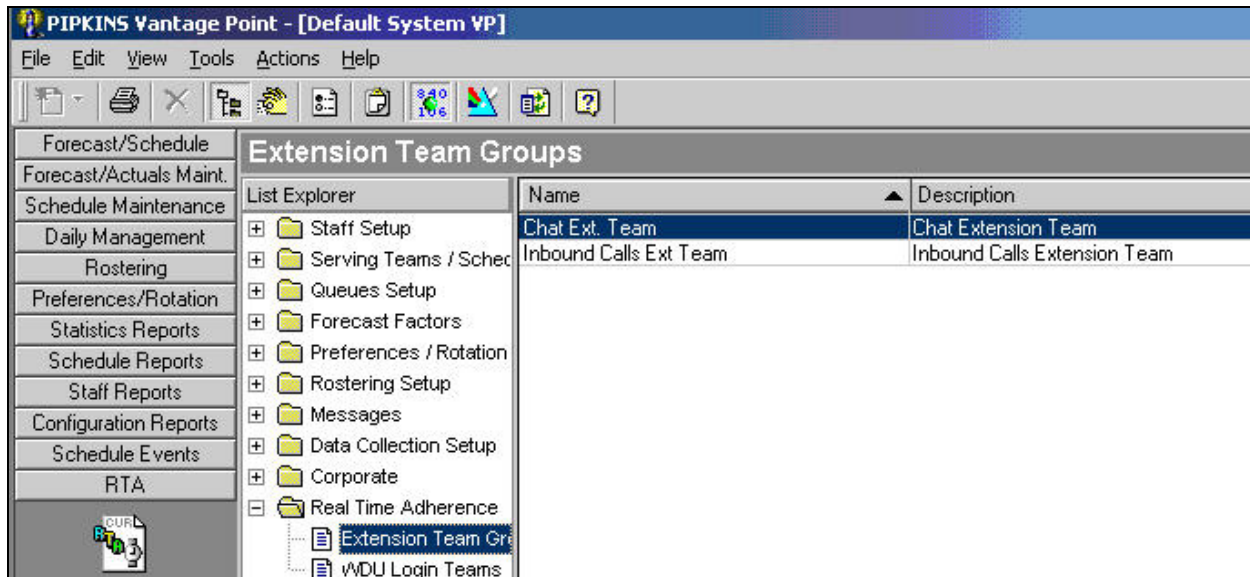 PIPKINS Vantage Point - [Default System VP]
File Edit View Tools Actions Help
Forecast/Schedule
Forecast/Actuals Maint.
Schedule Maintenance
Daily Management
Rostering
Preferences/Rotation
Statistics Reports
Schedule Reports
Staff Reports
Configuration Reports
Schedule Events
RTA
CUR
RTA
Extension Team Groups
List Explorer
Staff Setup
Serving Teams / Sched
Queues Setup
Forecast Factors
Preferences / Rotation
Rostering Setup
Messages
Data Collection Setup
Corporate
Real Time Adherence
Extension Team Gro
WDU Login Teams
Name Description
Chat Ext. Team Chat Extension Team
Inbound Calls Ext Team Inbound Calls Extension Team